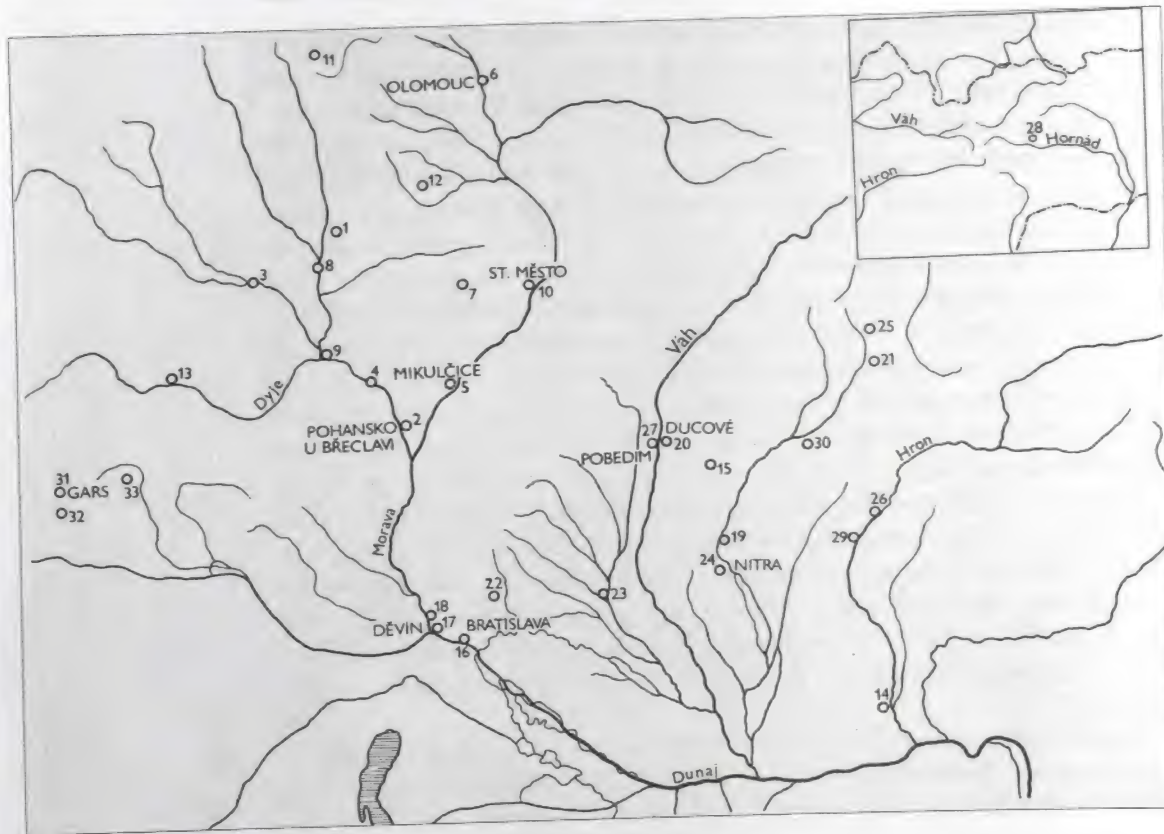 11
OLOMOUC 6
12
1
8
3
7
ST. MĚSTO
10
9
4
13
Dyje
MIKULČICE
5
2
POHANSKO
U BŘECLAVI
31
GARS
33
32
Morava
18
DĚVÍN 17
BRATISLAVA
16
22
23
Váh
27 DUCOVÉ
20
POBEDIM
15
19
24 NITRA
25
21
30
Hron
26
29
14
Dunaj
Váh
28
Hornád
Hron